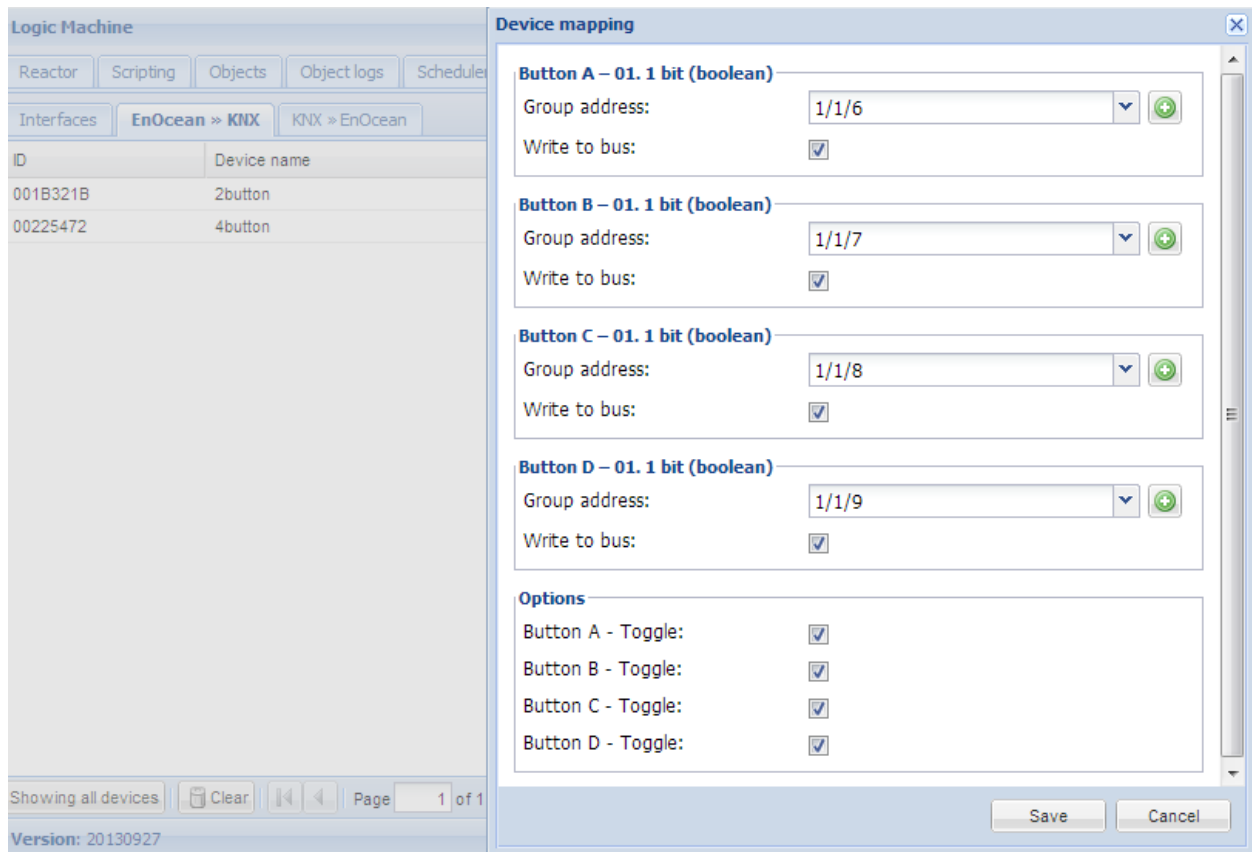 Logic Machine
Reactor Scripting Objects Object logs Scheduler
Interfaces EnOcean » KNX KNX » EnOcean
ID Device name
001B321B 2button
00225472 4button
Showing all devices Clear Page 1 of 1
Version: 20130927
Device mapping
Button A – 01. 1 bit (boolean)
Group address: 1/1/6
Write to bus:
Button B – 01. 1 bit (boolean)
Group address: 1/1/7
Write to bus:
Button C – 01. 1 bit (boolean)
Group address: 1/1/8
Write to bus:
Button D – 01. 1 bit (boolean)
Group address: 1/1/9
Write to bus:
Options
Button A - Toggle:
Button B - Toggle:
Button C - Toggle:
Button D - Toggle:
Save Cancel